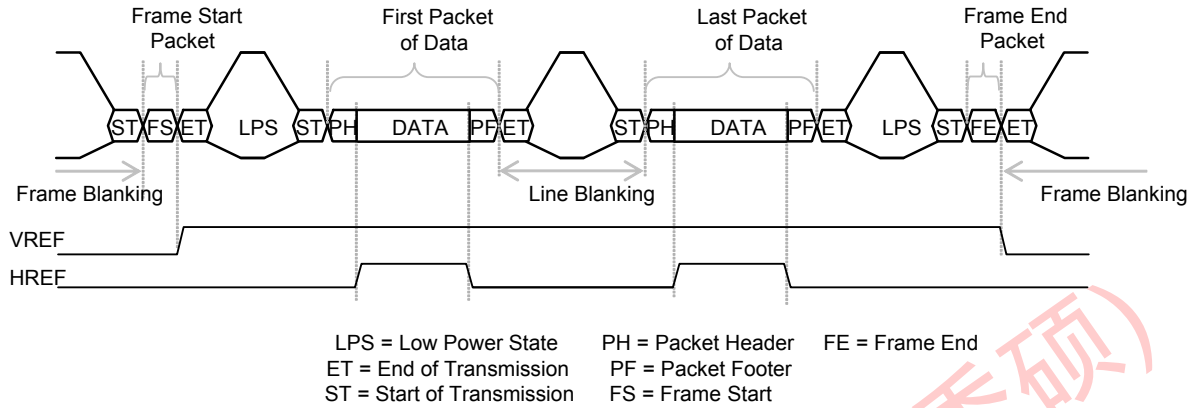 Frame Start Packet
First Packet of Data
Last Packet of Data
Frame End Packet
ST FS ET LPS ST PH DATA PF ET ST PH DATA PF ET LPS ST FE ET
Frame Blanking
Line Blanking
Frame Blanking
VREF
HREF
LPS = Low Power State
PH = Packet Header
FE = Frame End
ET = End of Transmission
PF = Packet Footer
ST = Start of Transmission
FS = Frame Start
硕)